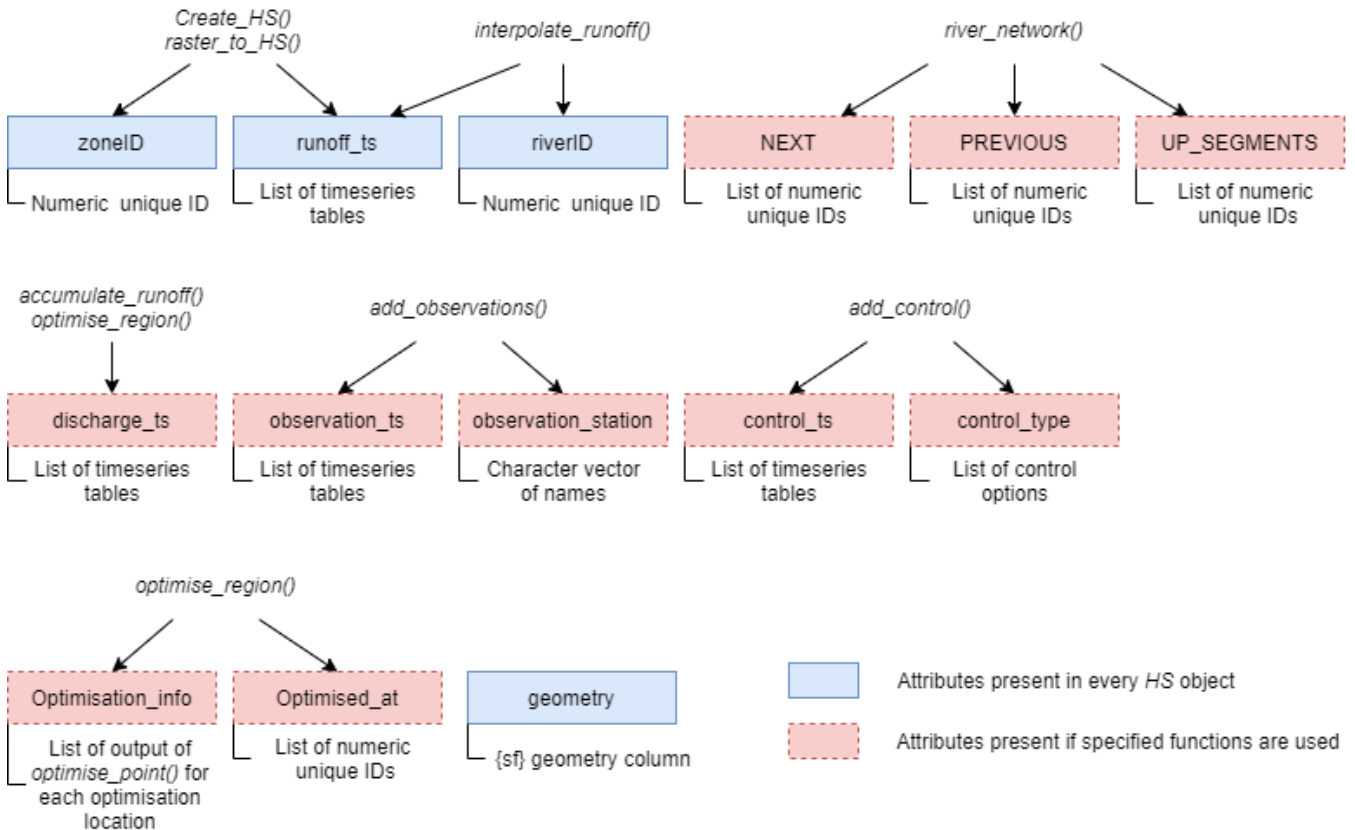 Create_HS()
raster_to_HS()
interpolate_runoff()
river_network()
zoneID
runoff_ts
riverID
NEXT
PREVIOUS
UP_SEGMENTS
Numeric unique ID
List of timeseries
tables
Numeric unique ID
List of numeric
unique IDs
List of numeric
unique IDs
List of numeric
unique IDs
accumulate_runoff()
optimise_region()
add_observations()
add_control()
discharge_ts
observation_ts
observation_station
control_ts
control_type
List of timeseries
tables
List of timeseries
tables
Character vector
of names
List of timeseries
tables
List of control
options
optimise_region()
Optimisation_info
Optimised_at
geometry
List of output of
optimise_point() for
each optimisation
location
List of numeric
unique IDs
{sf} geometry column
Attributes present in every HS object
Attributes present if specified functions are used